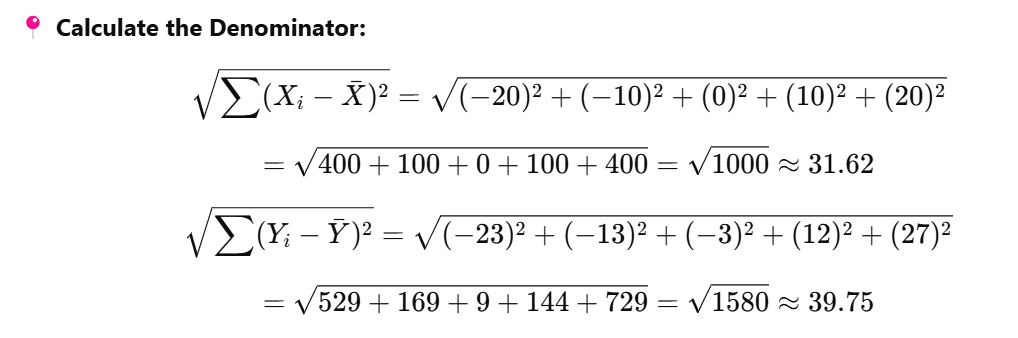 📍 Calculate the Denominator:
√∑(Xᵢ − X̄)² = √(−20)² + (−10)² + (0)² + (10)² + (20)²
= √400 + 100 + 0 + 100 + 400 = √1000 ≈ 31.62
√∑(Yᵢ − Ȳ)² = √(−23)² + (−13)² + (−3)² + (12)² + (27)²
= √529 + 169 + 9 + 144 + 729 = √1580 ≈ 39.75